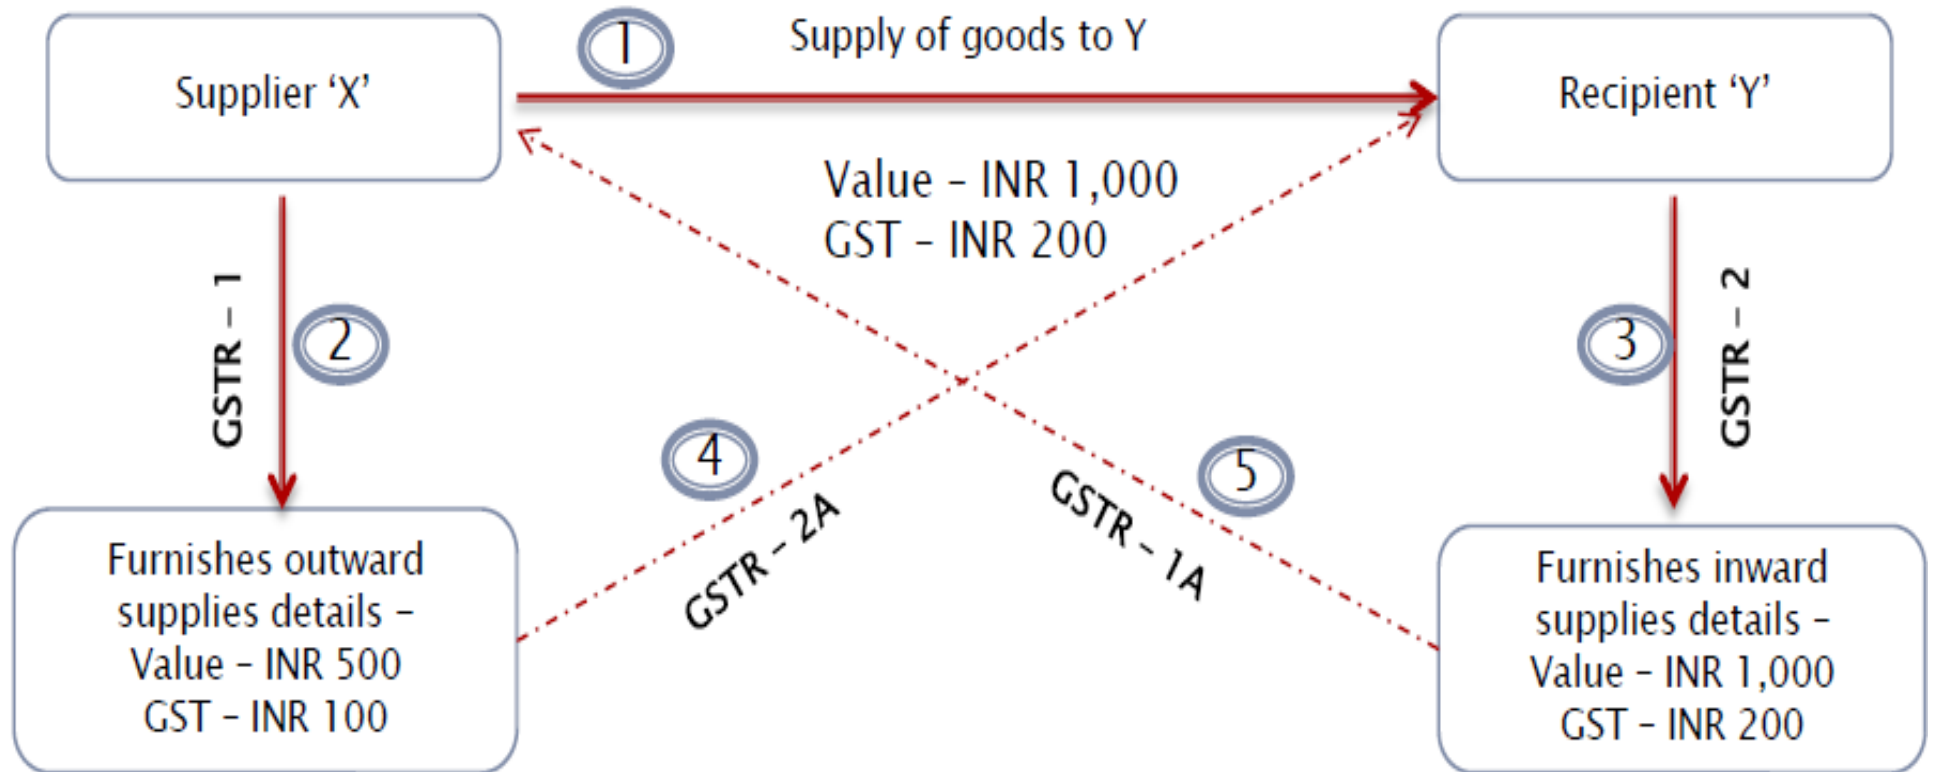 1
Supply of goods to Y
Supplier ‘X’
Recipient ‘Y’
Value – INR 1,000
GST – INR 200
GSTR – 1
2
3
GSTR – 2
4
GSTR – 2A
5
GSTR – 1A
Furnishes outward
supplies details –
Value – INR 500
GST – INR 100
Furnishes inward
supplies details –
Value – INR 1,000
GST – INR 200